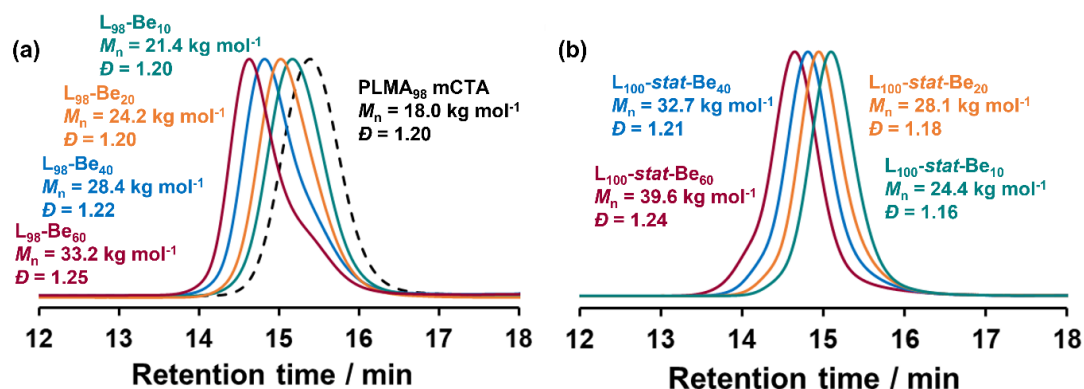 (a)
L98-Be10
Mn = 21.4 kg mol-1
Đ = 1.20
L98-Be20
Mn = 24.2 kg mol-1
Đ = 1.20
L98-Be40
Mn = 28.4 kg mol-1
Đ = 1.22
L98-Be60
Mn = 33.2 kg mol-1
Đ = 1.25
PLMA98 mCTA
Mn = 18.0 kg mol-1
Đ = 1.20
12 13 14 15 16 17 18
Retention time / min
(b)
L100-stat-Be40
Mn = 32.7 kg mol-1
Đ = 1.21
L100-stat-Be60
Mn = 39.6 kg mol-1
Đ = 1.24
L100-stat-Be20
Mn = 28.1 kg mol-1
Đ = 1.18
L100-stat-Be10
Mn = 24.4 kg mol-1
Đ = 1.16
12 13 14 15 16 17 18
Retention time / min